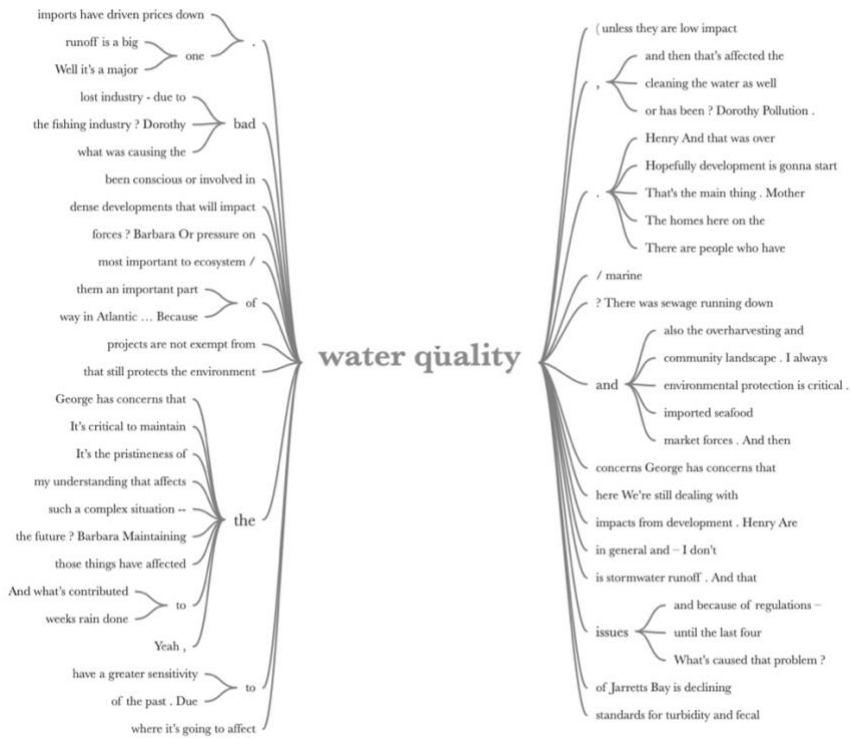 imports have driven prices down
runoff is a big
Well it's a major
one
.
lost industry - due to
the fishing industry ? Dorothy
what was causing the
bad
been conscious or involved in
dense developments that will impact
forces ? Barbara Or pressure on
most important to ecosystem /
them an important part
way in Atlantic … Because
of
projects are not exempt from
that still protects the environment
George has concerns that
It's critical to maintain
It's the pristineness of
my understanding that affects
such a complex situation --
the future ? Barbara Maintaining
those things have affected
And what's contributed
weeks rain done
to
Yeah ,
the
have a greater sensitivity
of the past . Due
to
where it's going to affect
water quality
( unless they are low impact
,
and then that's affected the
cleaning the water as well
or has been ? Dorothy Pollution .
.
Henry And that was over
Hopefully development is gonna start
That's the main thing . Mother
The homes here on the
There are people who have
/ marine
? There was sewage running down
and
also the overharvesting and
community landscape . I always
environmental protection is critical .
imported seafood
market forces . And then
concerns George has concerns that
here We're still dealing with
impacts from development . Henry Are
in general and – I don't
is stormwater runoff . And that
issues
and because of regulations –
until the last four
What's caused that problem ?
of Jarretts Bay is declining
standards for turbidity and fecal